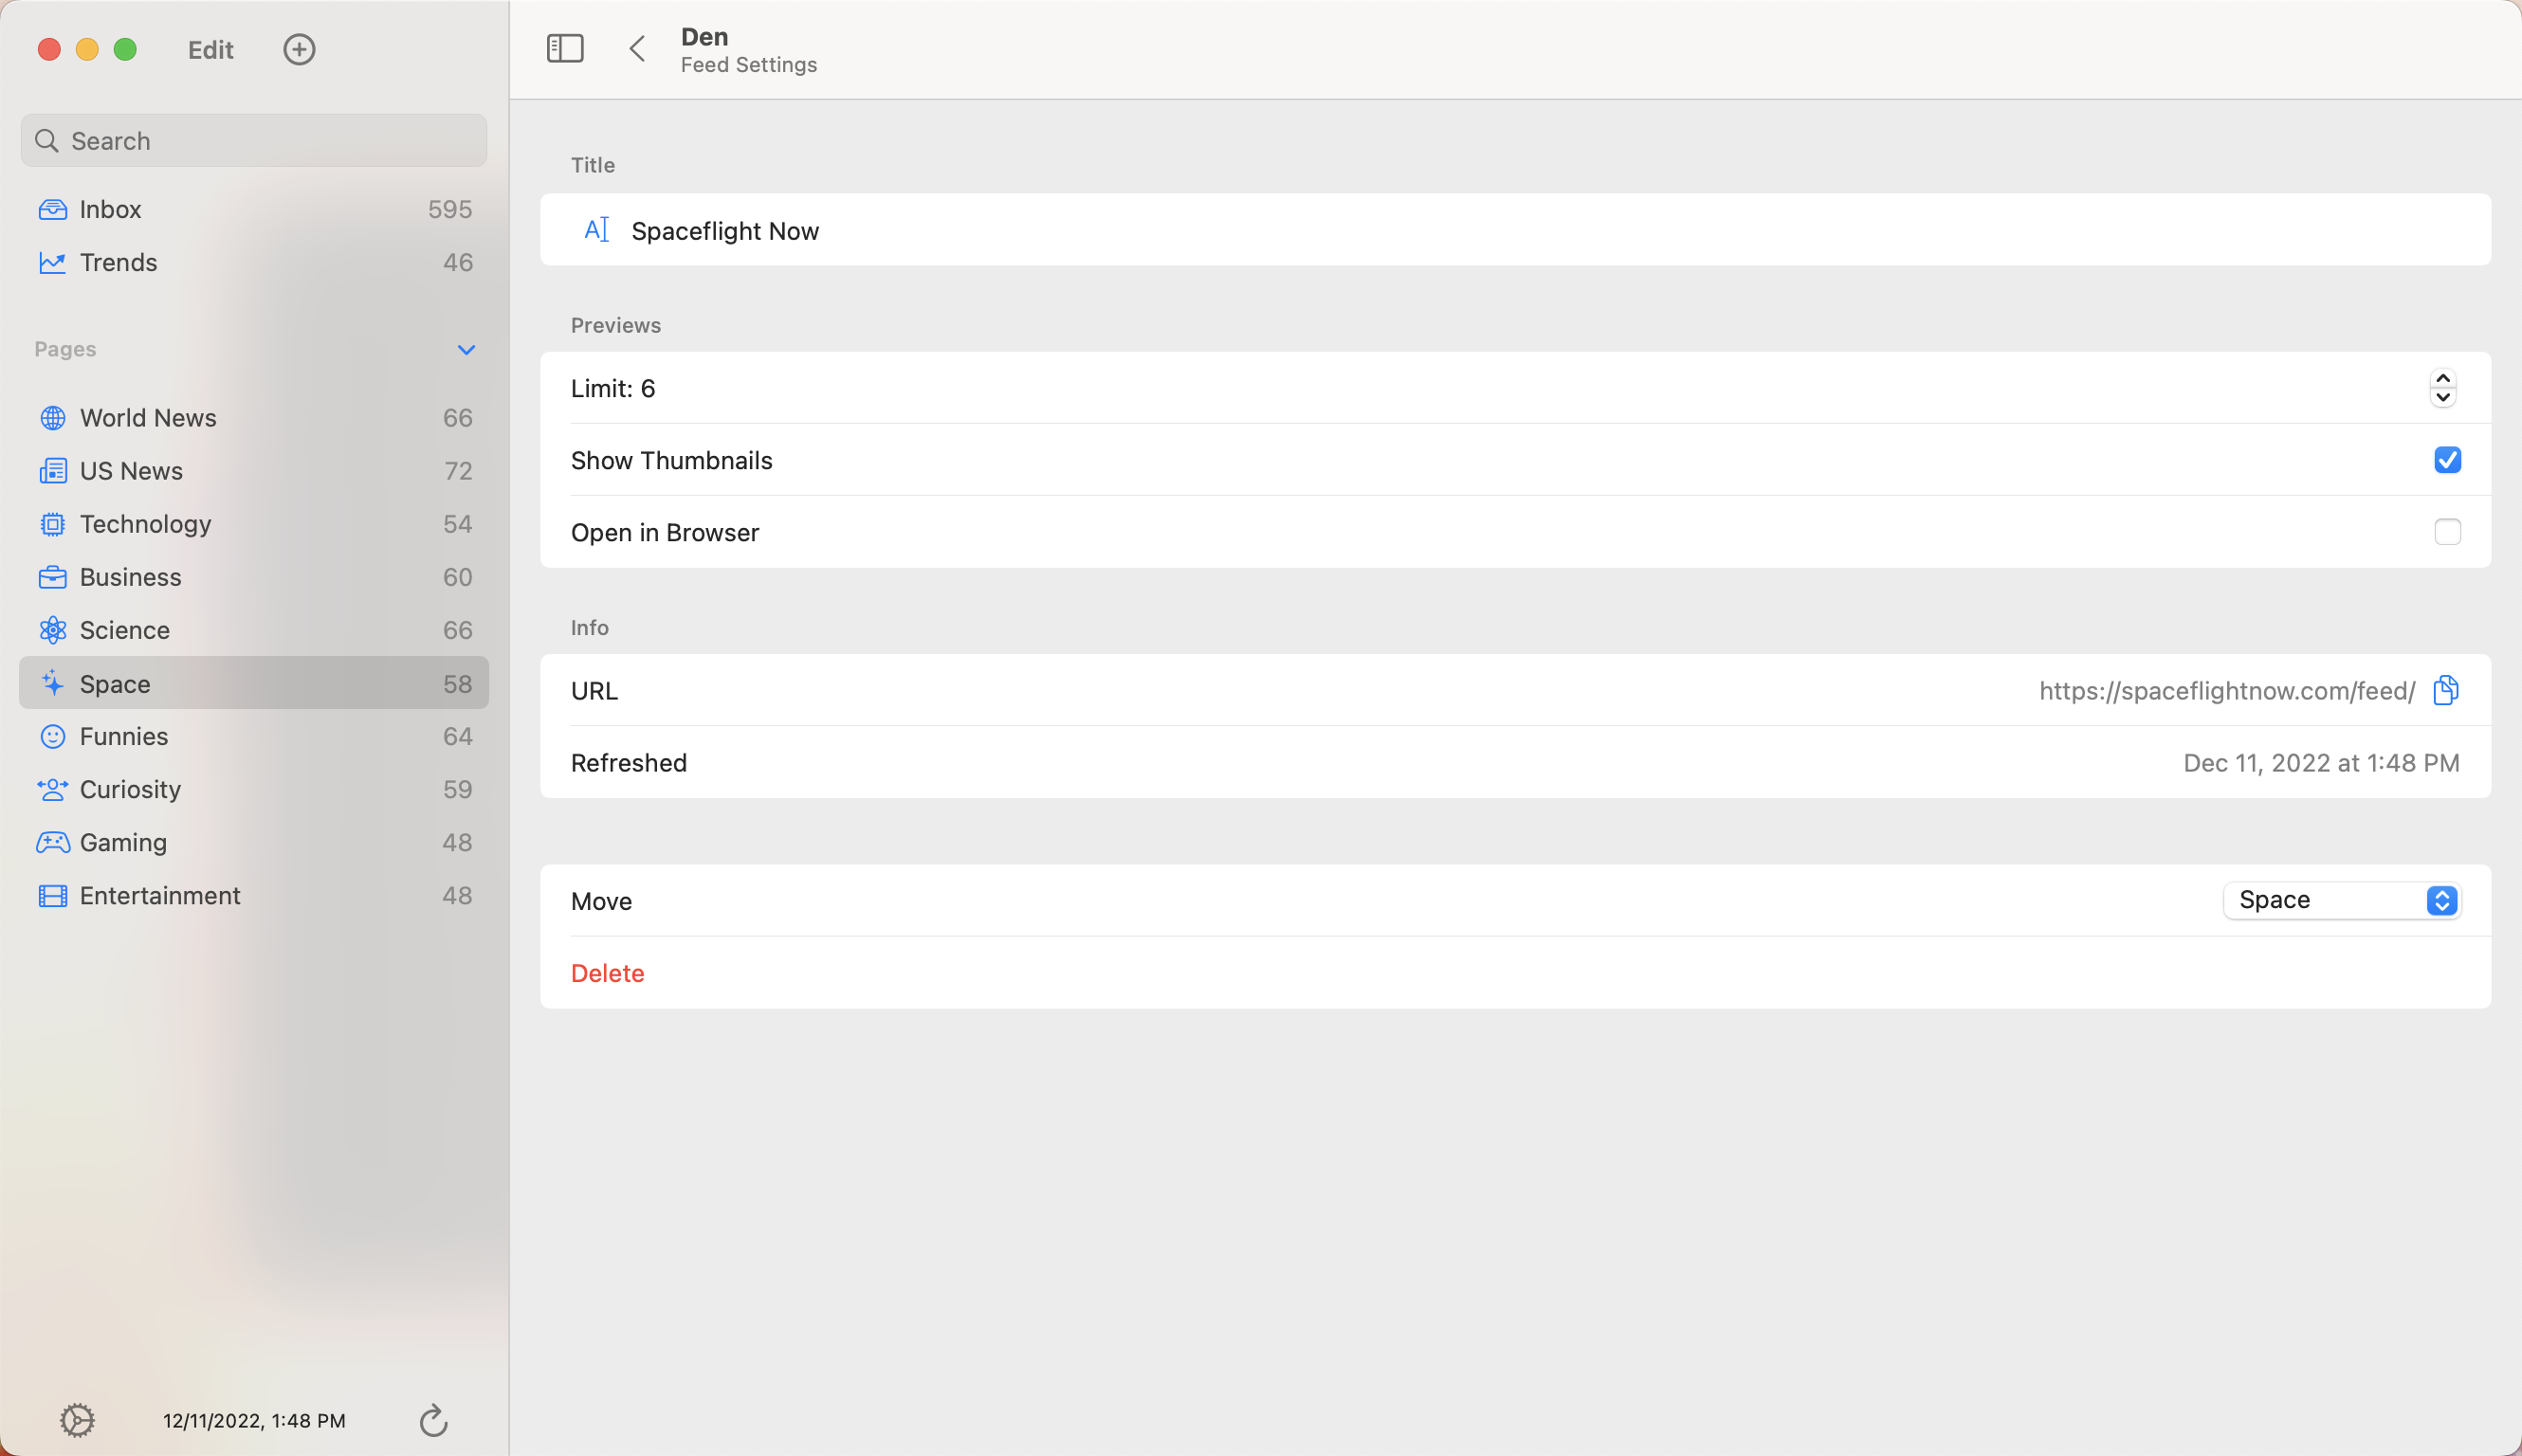 Edit
Search
Inbox 595
Trends 46
Pages
World News 66
US News 72
Technology 54
Business 60
Science 66
Space 58
Funnies 64
Curiosity 59
Gaming 48
Entertainment 48
12/11/2022, 1:48 PM
Den
Feed Settings
Title
Spaceflight Now
Previews
Limit: 6
Show Thumbnails
Open in Browser
Info
URL https://spaceflightnow.com/feed/
Refreshed Dec 11, 2022 at 1:48 PM
Move Space
Delete